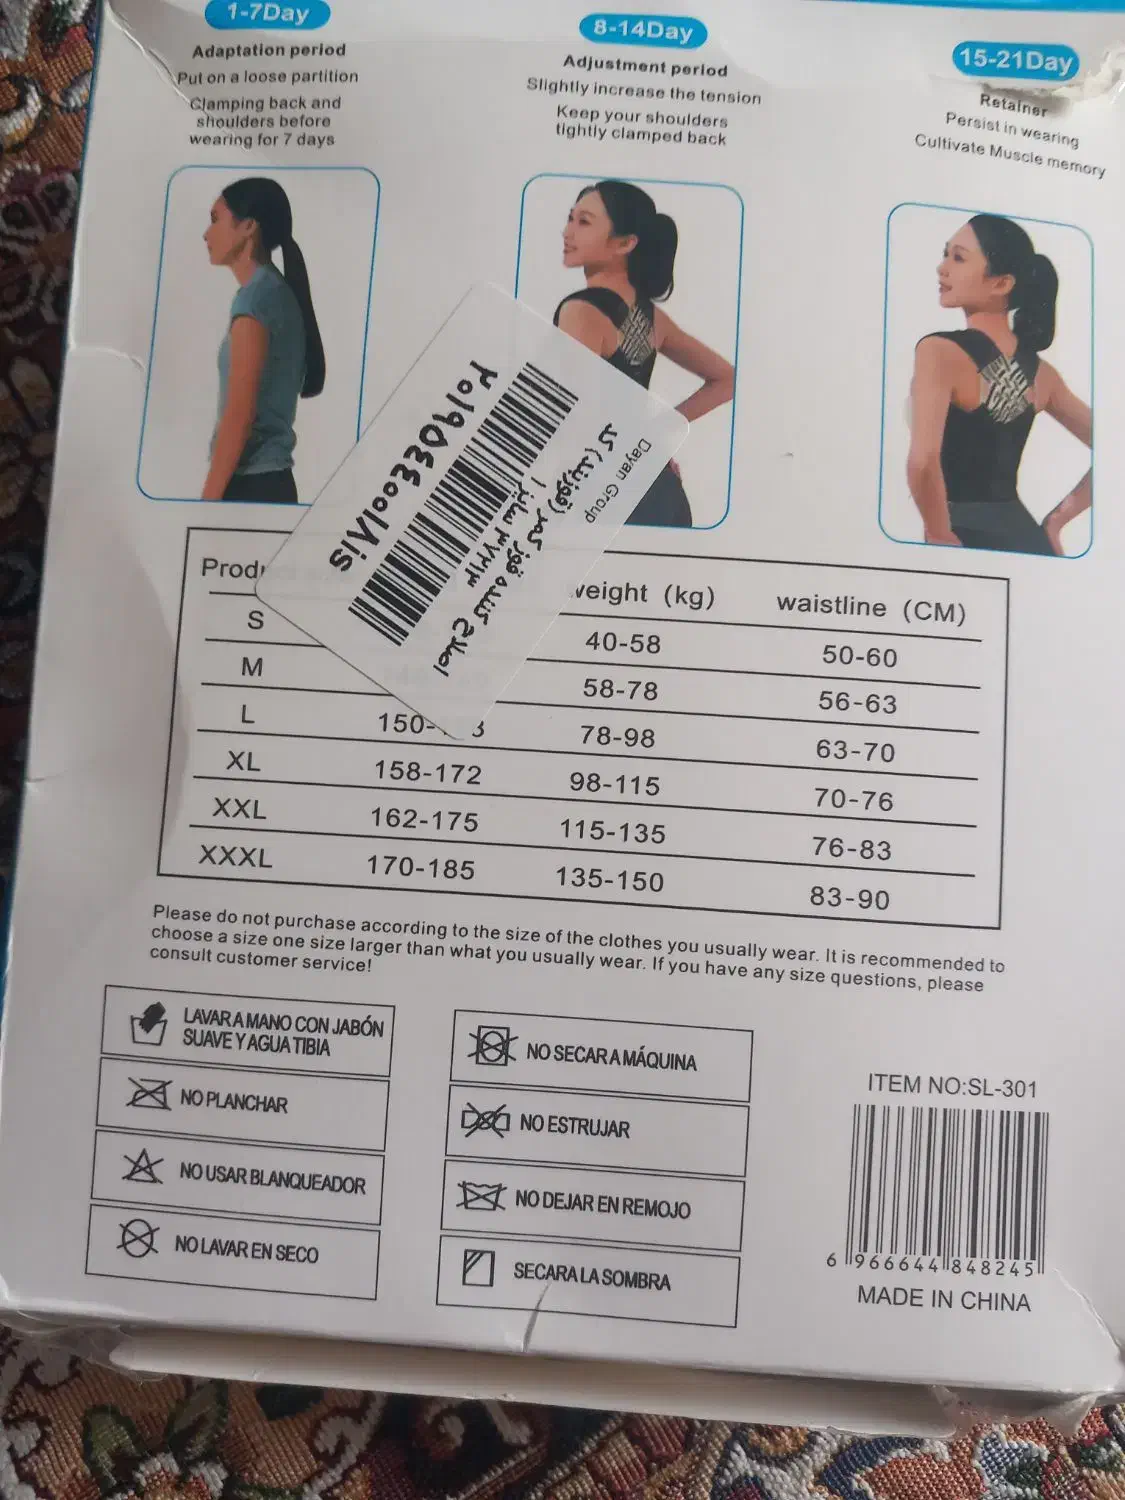 1-7Day
Adaptation period
Put on a loose partition
Clamping back and
shoulders before
wearing for 7 days
8-14Day
Adjustment period
Slightly increase the tension
Keep your shoulders
tightly clamped back
15-21Day
Retainer
Persist in wearing
Cultivate Muscle memory
Dayan Group
اصلاح کننده قوز کمر
weight (kg) waistline (CM)
S 40-58 50-60
M 58-78 56-63
L 150- 3 78-98 63-70
XL 158-172 98-115 70-76
XXL 162-175 115-135 76-83
XXXL 170-185 135-150 83-90
Please do not purchase according to the size of the clothes you usually wear. It is recommended to
choose a size one size larger than what you usually wear. If you have any size questions, please
consult customer service!
LAVAR A MANO CON JABÓN
SUAVE Y AGUA TIBIA
NO PLANCHAR
NO USAR BLANQUEADOR
NO LAVAR EN SECO
NO SECAR A MÁQUINA
NO ESTRUJAR
NO DEJAR EN REMOJO
SECAR A LA SOMBRA
ITEM NO:SL-301
6 966644 848245
MADE IN CHINA